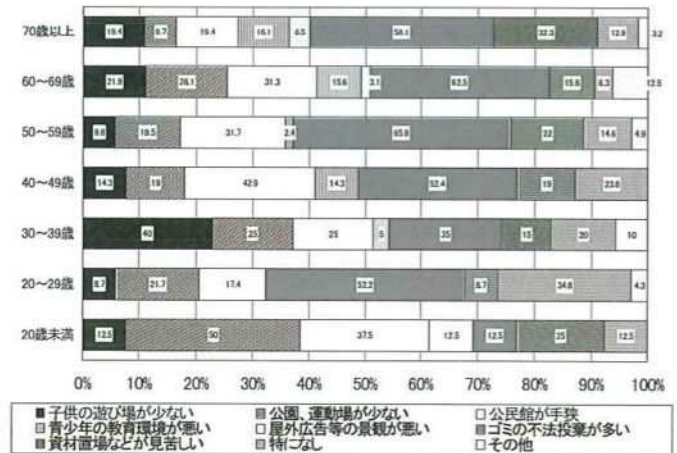 70歳以上 19.4 9.7 19.4 16.1 6.5 58.1 32.3 12.9 3.2
60～69歳 21.9 28.1 31.3 15.6 3.1 62.5 15.6 6.3 12.5
50～59歳 9.8 19.5 31.7 2.4 65.9 22 14.6 4.9
40～49歳 14.3 19 42.9 14.3 52.4 19 23.8
30～39歳 40 25 25 5 35 15 20 10
20～29歳 8.7 21.7 17.4 52.2 8.7 34.8 4.3
20歳未満 12.5 50 37.5 12.5 12.5 25 12.5
0% 10% 20% 30% 40% 50% 60% 70% 80% 90% 100%
子供の遊び場が少ない 公園、運動場が少ない 公民館が手狭
青少年の教育環境が悪い 屋外広告等の景観が悪い ゴミの不法投棄が多い
資材置場などが見苦しい 特になし その他